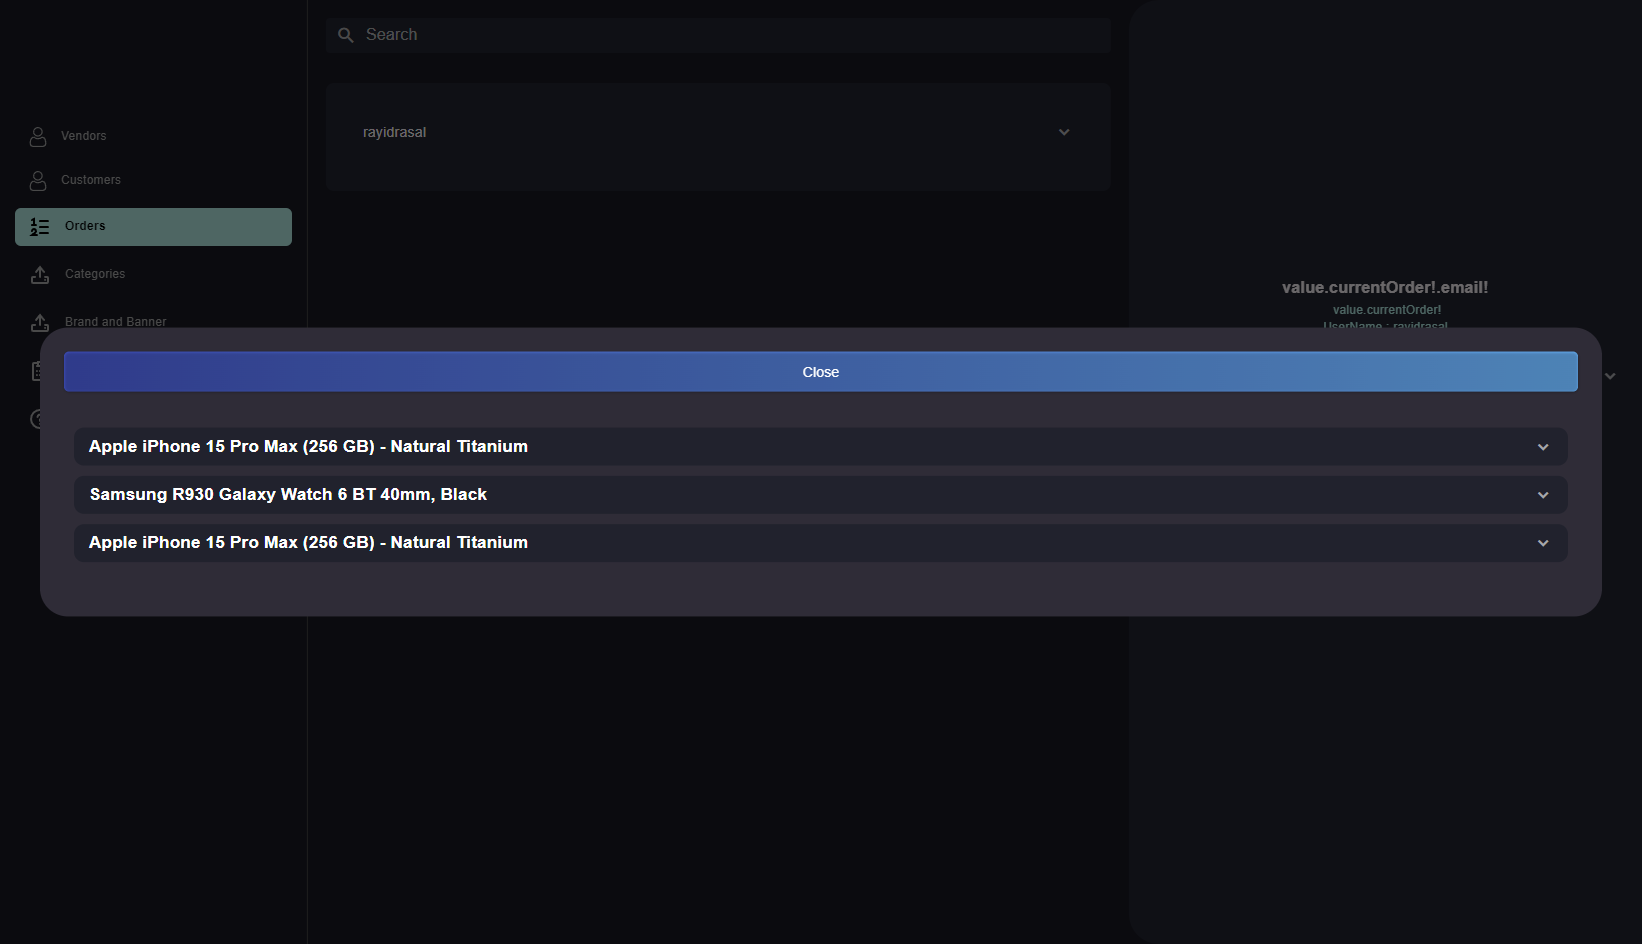 Search
rayidrasal
Vendors
Customers
Orders
Categories
Brand and Banner
value.currentOrder!.email!
value.currentOrder!
UserName : rayidrasal
Close
Apple iPhone 15 Pro Max (256 GB) - Natural Titanium
Samsung R930 Galaxy Watch 6 BT 40mm, Black
Apple iPhone 15 Pro Max (256 GB) - Natural Titanium